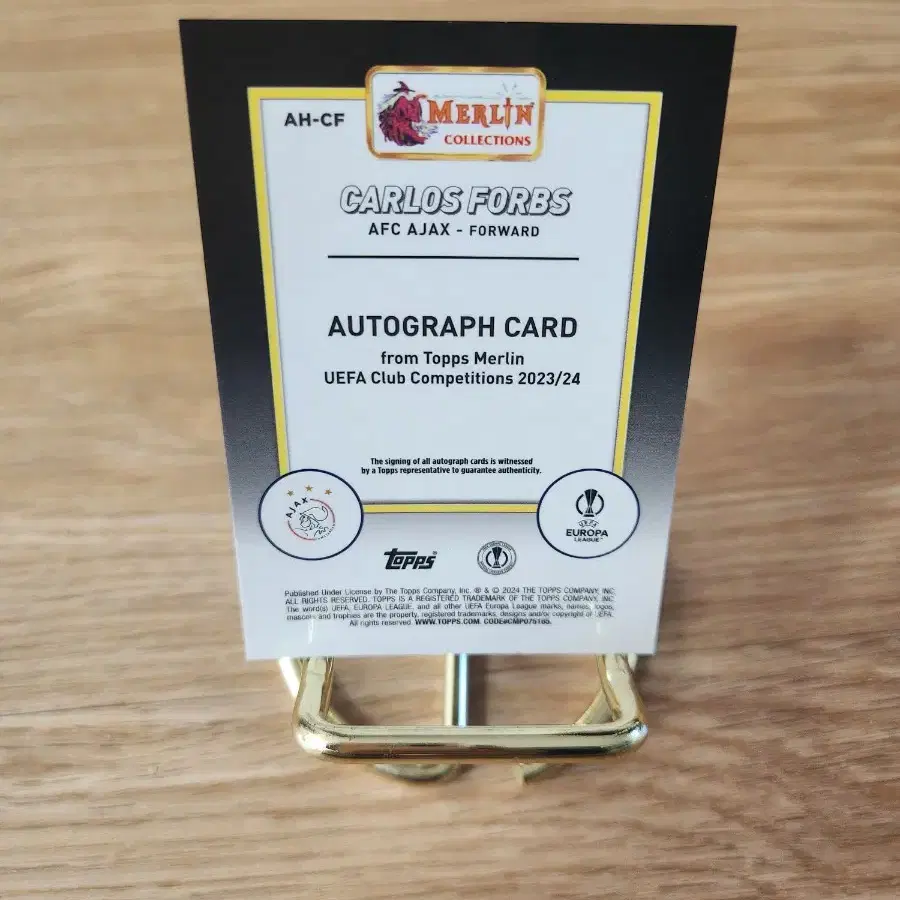 AH-CF
MERLIN
COLLECTIONS
CARLOS FORBS
AFC AJAX - FORWARD
AUTOGRAPH CARD
from Topps Merlin
UEFA Club Competitions 2023/24
The signing of all autograph cards is witnessed
by a Topps representative to guarantee authenticity.
AJAX
UEFA
EUROPA
LEAGUE™
topps®
Published Under License by The Topps Company, Inc. ® & © 2024 THE TOPPS COMPANY, INC.
ALL RIGHTS RESERVED. TOPPS IS A REGISTERED TRADEMARK OF THE TOPPS COMPANY, INC.
The word(s) UEFA, EUROPA LEAGUE, and all other UEFA Europa League marks, names, logos,
mascots and trophies are the property, registered trademarks, designs and/or copyright of UEFA.
All rights reserved. WWW.TOPPS.COM. CODE#CMP075165.